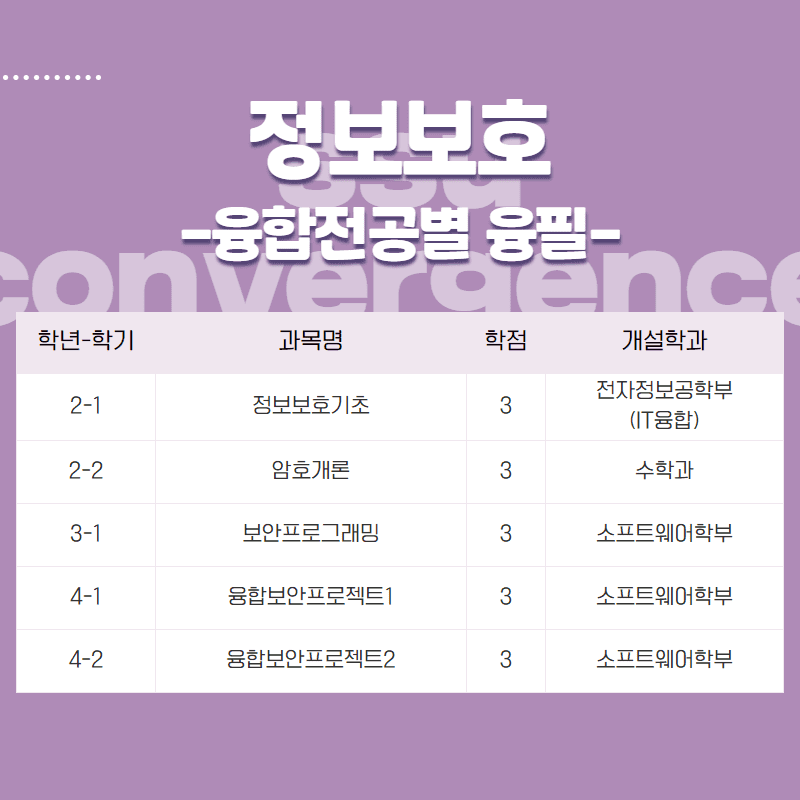 정보보호
ssu
-융합전공별 융필-
convergence
학년-학기 과목명 학점 개설학과
2-1 정보보호기초 3 전자정보공학부
(IT융합)
2-2 암호개론 3 수학과
3-1 보안프로그래밍 3 소프트웨어학부
4-1 융합보안프로젝트1 3 소프트웨어학부
4-2 융합보안프로젝트2 3 소프트웨어학부